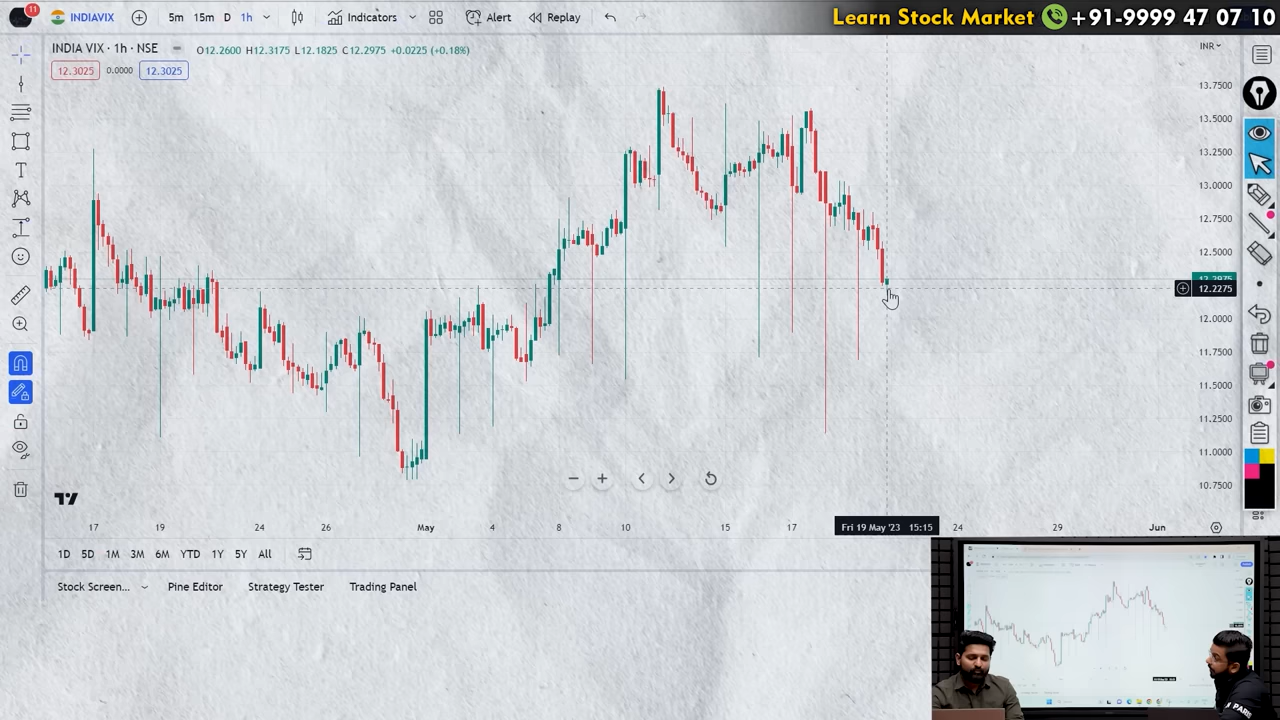 11
INDIAVIX
5m 15m D 1h
Indicators
Alert
Replay
Learn Stock Market +91-9999 47 07 10
INDIA VIX · 1h · NSE
O12.2600 H12.3175 L12.1825 C12.2975 +0.0225 (+0.18%)
INR
12.3025 0.0000 12.3025
13.7500
13.5000
13.2500
13.0000
12.7500
12.5000
12.2975
12.2275
12.0000
11.7500
11.5000
11.2500
11.0000
10.7500
17 19 24 26 May 4 8 10 15 17 Fri 19 May '23 15:15 24 29 Jun
1D 5D 1M 3M 6M YTD 1Y 5Y All
Stock Screen... Pine Editor Strategy Tester Trading Panel
PARIS